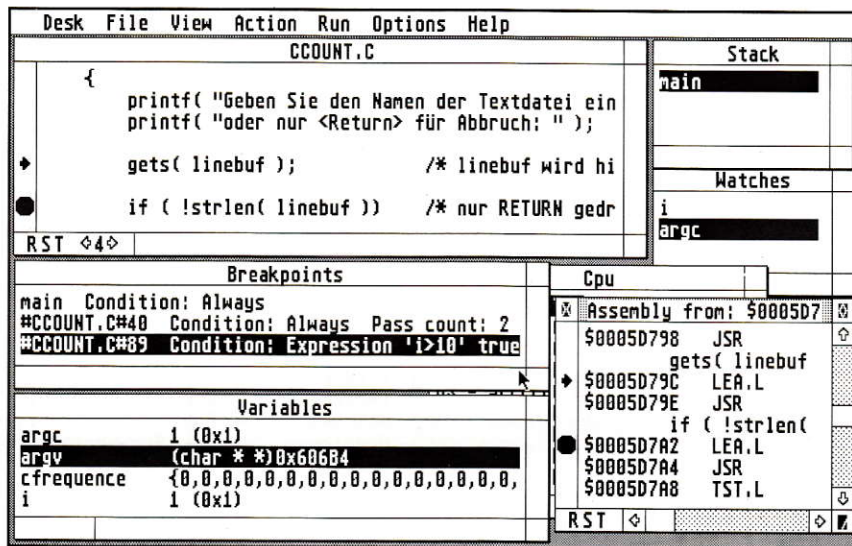 Desk File View Action Run Options Help
CCOUNT.C
{
printf( "Geben Sie den Namen der Textdatei ein
printf( "oder nur <Return> für Abbruch: " );
gets( linebuf ); /* linebuf wird hi
if ( !strlen( linebuf )) /* nur RETURN gedr
RST 4
Stack
main
Watches
i
argc
Breakpoints
main Condition: Always
#CCOUNT.C#40 Condition: Always Pass count: 2
#CCOUNT.C#89 Condition: Expression 'i>10' true
Variables
argc 1 (0x1)
argv (char * *)0x606B4
cfrequence {0,0,0,0,0,0,0,0,0,0,0,0,0,0,0,0,
i 1 (0x1)
Cpu
Assembly from: $0005D7
$0005D798 JSR
gets( linebuf
$0005D79C LEA.L
$0005D79E JSR
if ( !strlen(
$0005D7A2 LEA.L
$0005D7A4 JSR
$0005D7A8 TST.L
RST